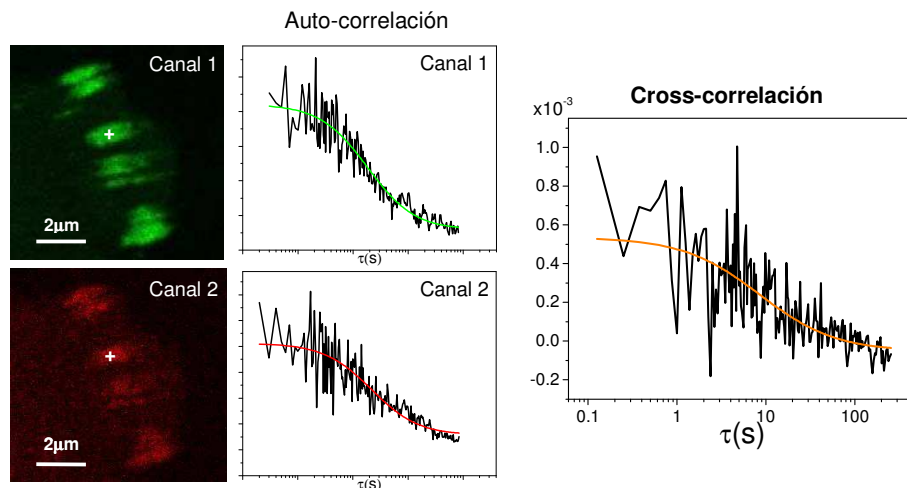 Auto-correlación
Canal 1
2µm
Canal 1
τ(s)
Canal 2
2µm
Canal 2
τ(s)
Cross-correlación
x10⁻³
1.0
0.8
0.6
0.4
0.2
0.0
-0.2
0.1
1
10
100
τ(s)